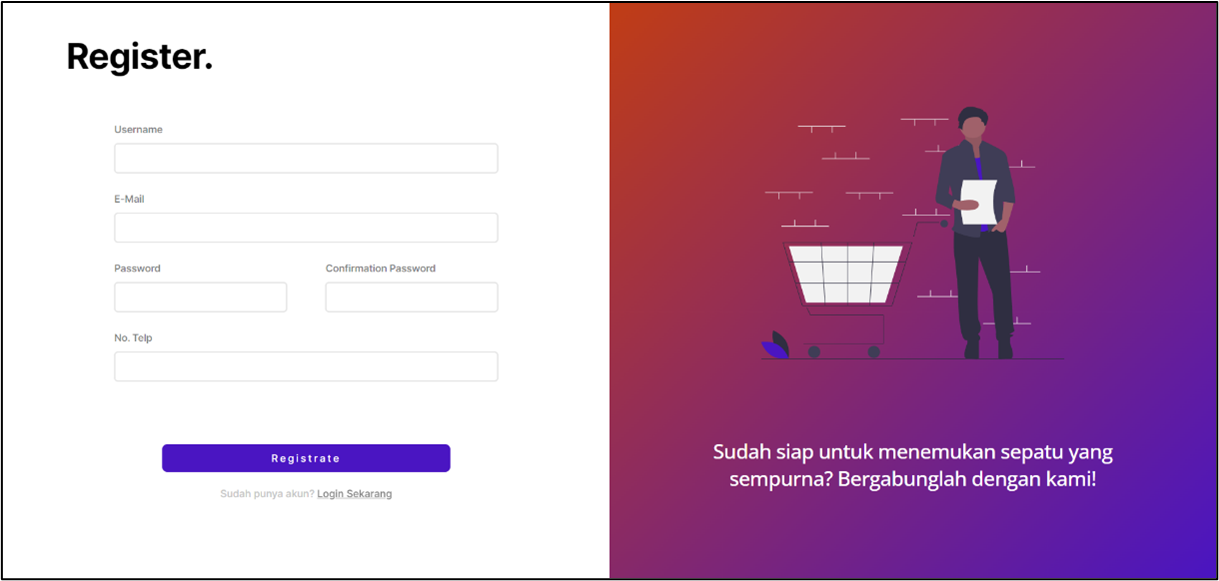 Register.
Username
E-Mail
Password
Confirmation Password
No. Telp
Registrate
Sudah punya akun? Login Sekarang
Sudah siap untuk menemukan sepatu yang
sempurna? Bergabunglah dengan kami!